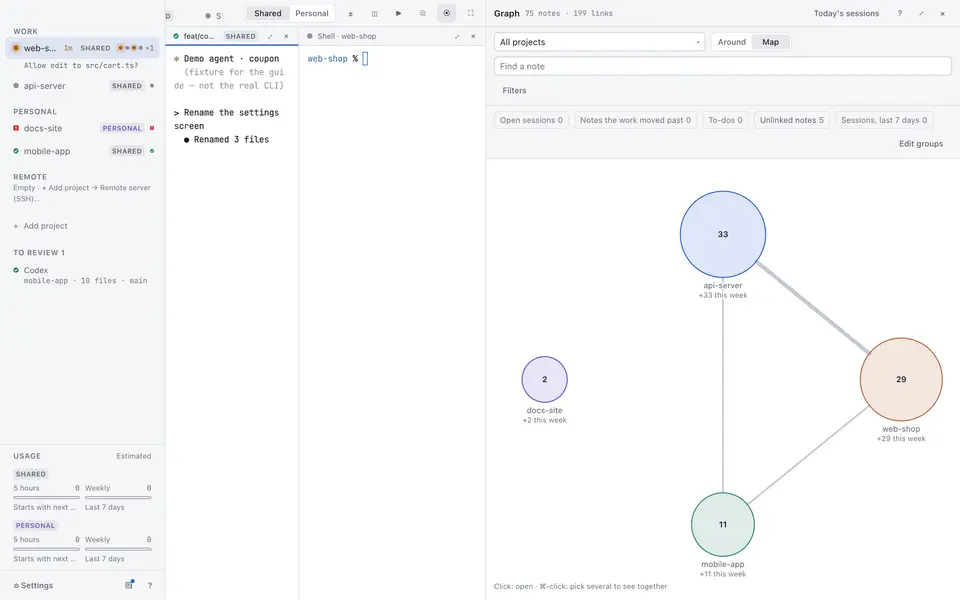 WORK
web-s... 1m SHARED +1
Allow edit to src/cart.ts?
api-server SHARED
PERSONAL
docs-site PERSONAL
mobile-app SHARED
REMOTE
Empty · + Add project → Remote server
(SSH)...
+ Add project
TO REVIEW 1
Codex
mobile-app · 10 files · main
USAGE Estimated
SHARED
5 hours 0 Weekly 0
Starts with next ... Last 7 days
PERSONAL
5 hours 0 Weekly 0
Starts with next ... Last 7 days
Settings ?
D S Shared Personal
feat/co... SHARED
* Demo agent · coupon
(fixture for the gui
de — not the real CLI)
> Rename the settings
screen
● Renamed 3 files
Shell · web-shop
web-shop %
Graph 75 notes · 199 links Today's sessions ?
All projects Around Map
Find a note
Filters
Open sessions 0 Notes the work moved past 0 To-dos 0 Unlinked notes 5 Sessions, last 7 days 0
Edit groups
33
api-server
+33 this week
2
docs-site
+2 this week
29
web-shop
+29 this week
11
mobile-app
+11 this week
Click: open · ⌘-click: pick several to see together